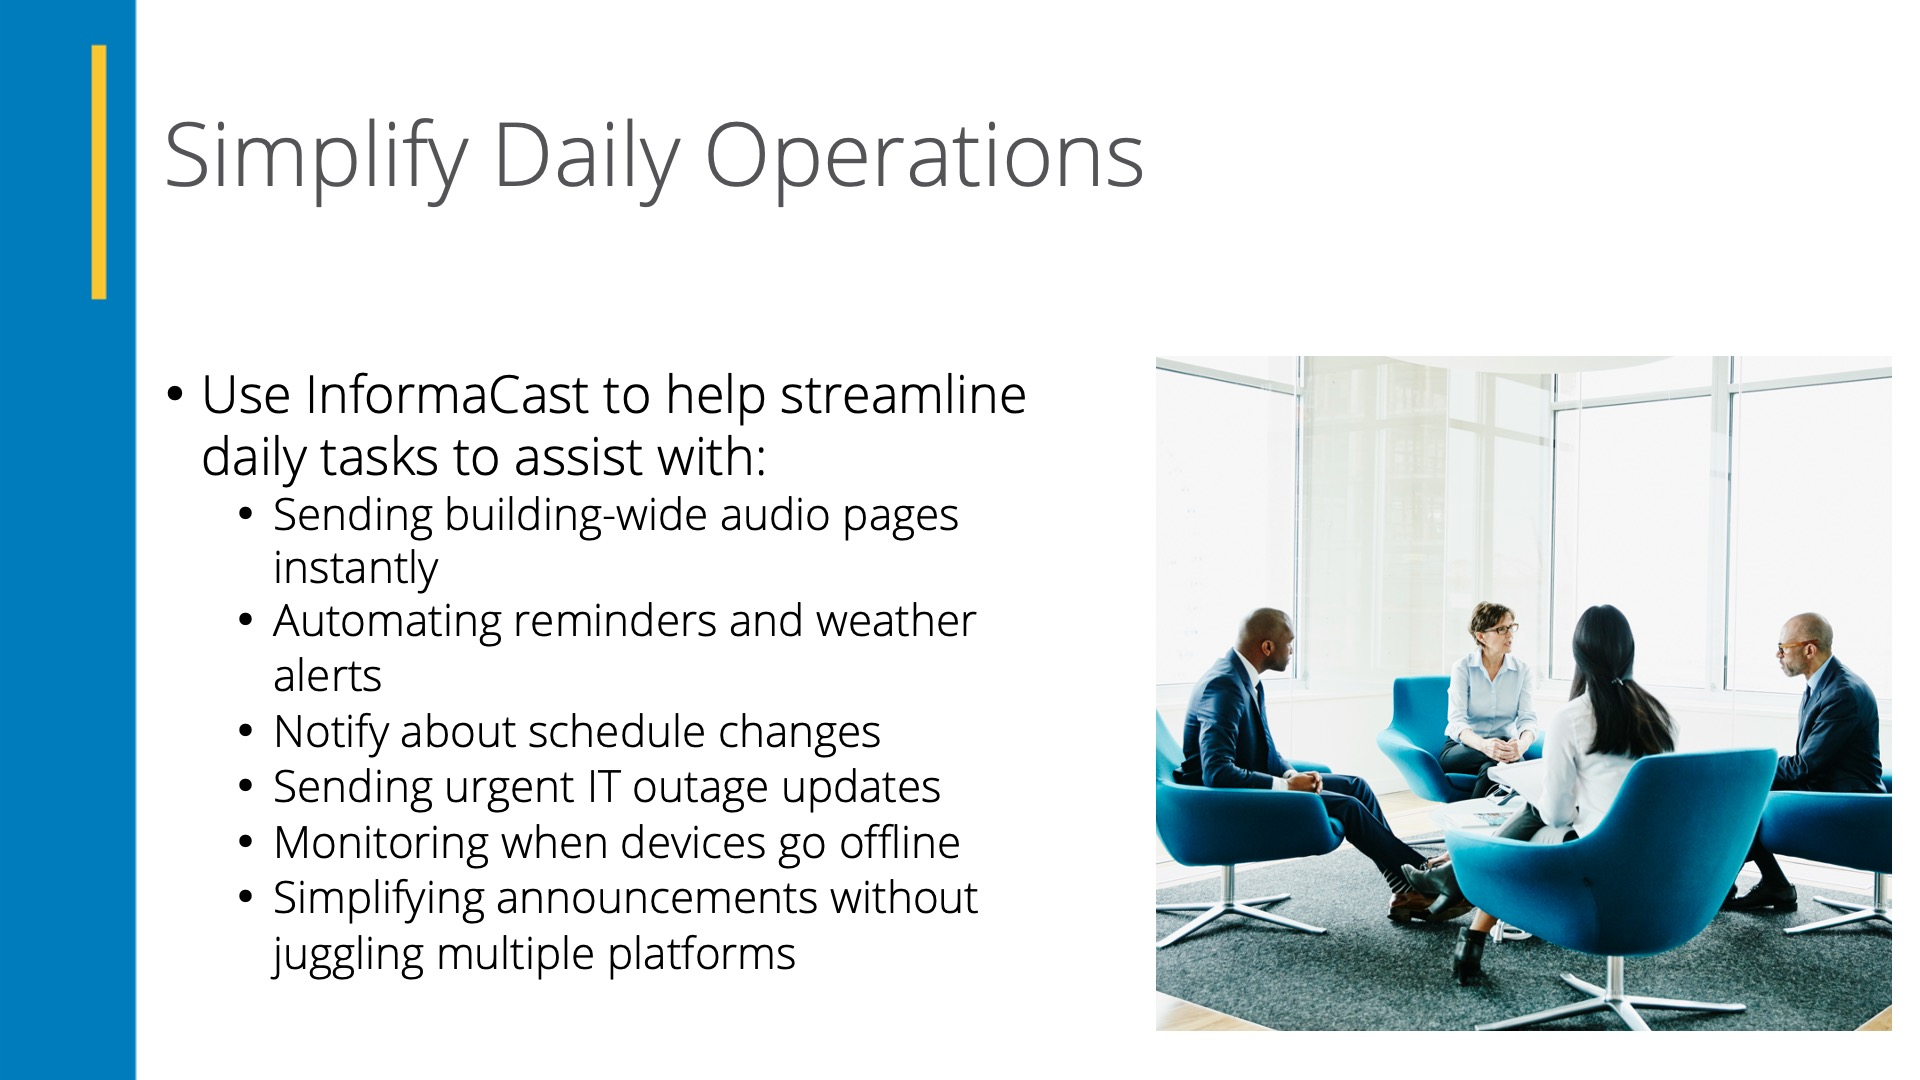 Simplify Daily Operations
• Use InformaCast to help streamline
daily tasks to assist with:
• Sending building-wide audio pages
instantly
• Automating reminders and weather
alerts
• Notify about schedule changes
• Sending urgent IT outage updates
• Monitoring when devices go offline
• Simplifying announcements without
juggling multiple platforms